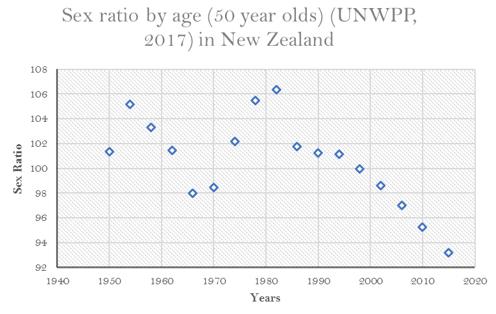 Sex ratio by age (50 year olds) (UNWPP,
2017) in New Zealand
108
106
104
102
100
98
96
94
92
Sex Ratio
1940 1950 1960 1970 1980 1990 2000 2010 2020
Years